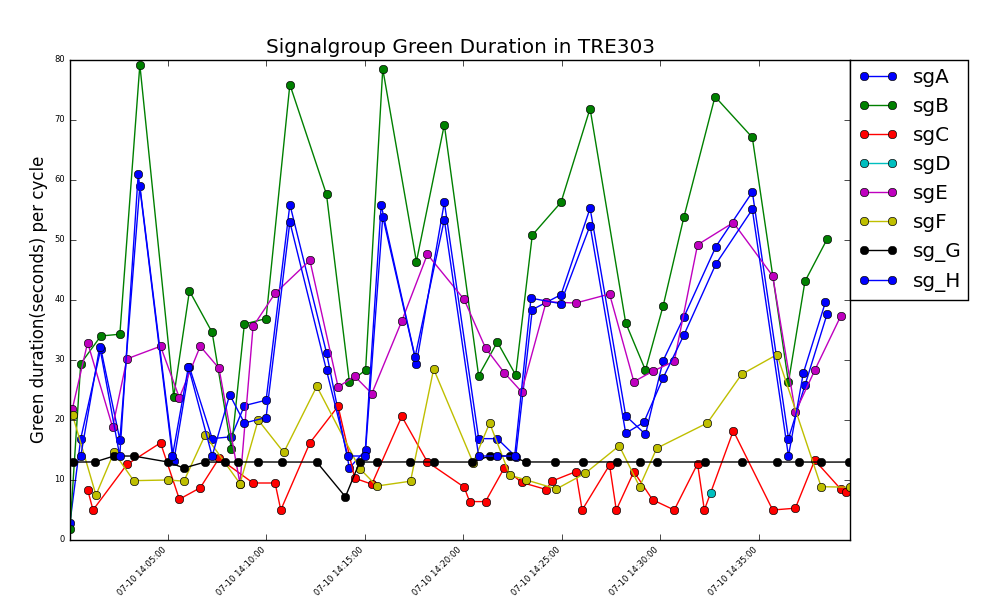 Signalgroup Green Duration in TRE303
Green duration(seconds) per cycle
80
70
60
50
40
30
20
10
0
07-10 14:05:00
07-10 14:10:00
07-10 14:15:00
07-10 14:20:00
07-10 14:25:00
07-10 14:30:00
07-10 14:35:00
sgA
sgB
sgC
sgD
sgE
sgF
sg_G
sg_H